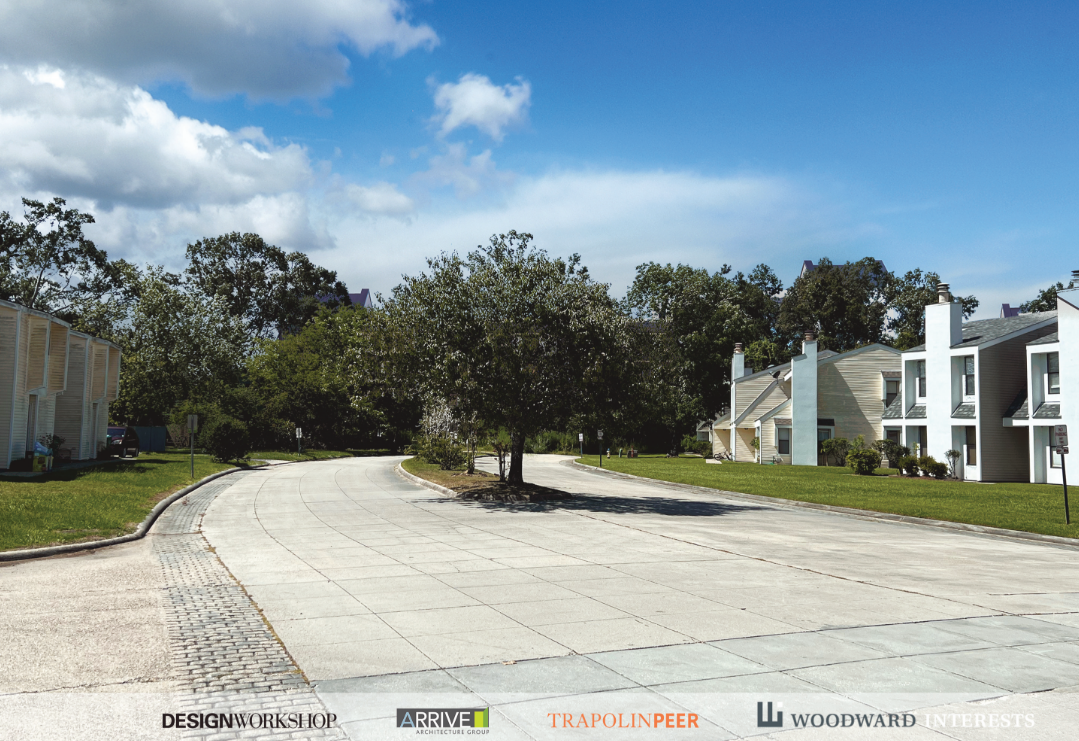 DESIGNWORKSHOP
ARRIVE
ARCHITECTURE GROUP
TRAPOLINPEER
WOODWARD INTERESTS